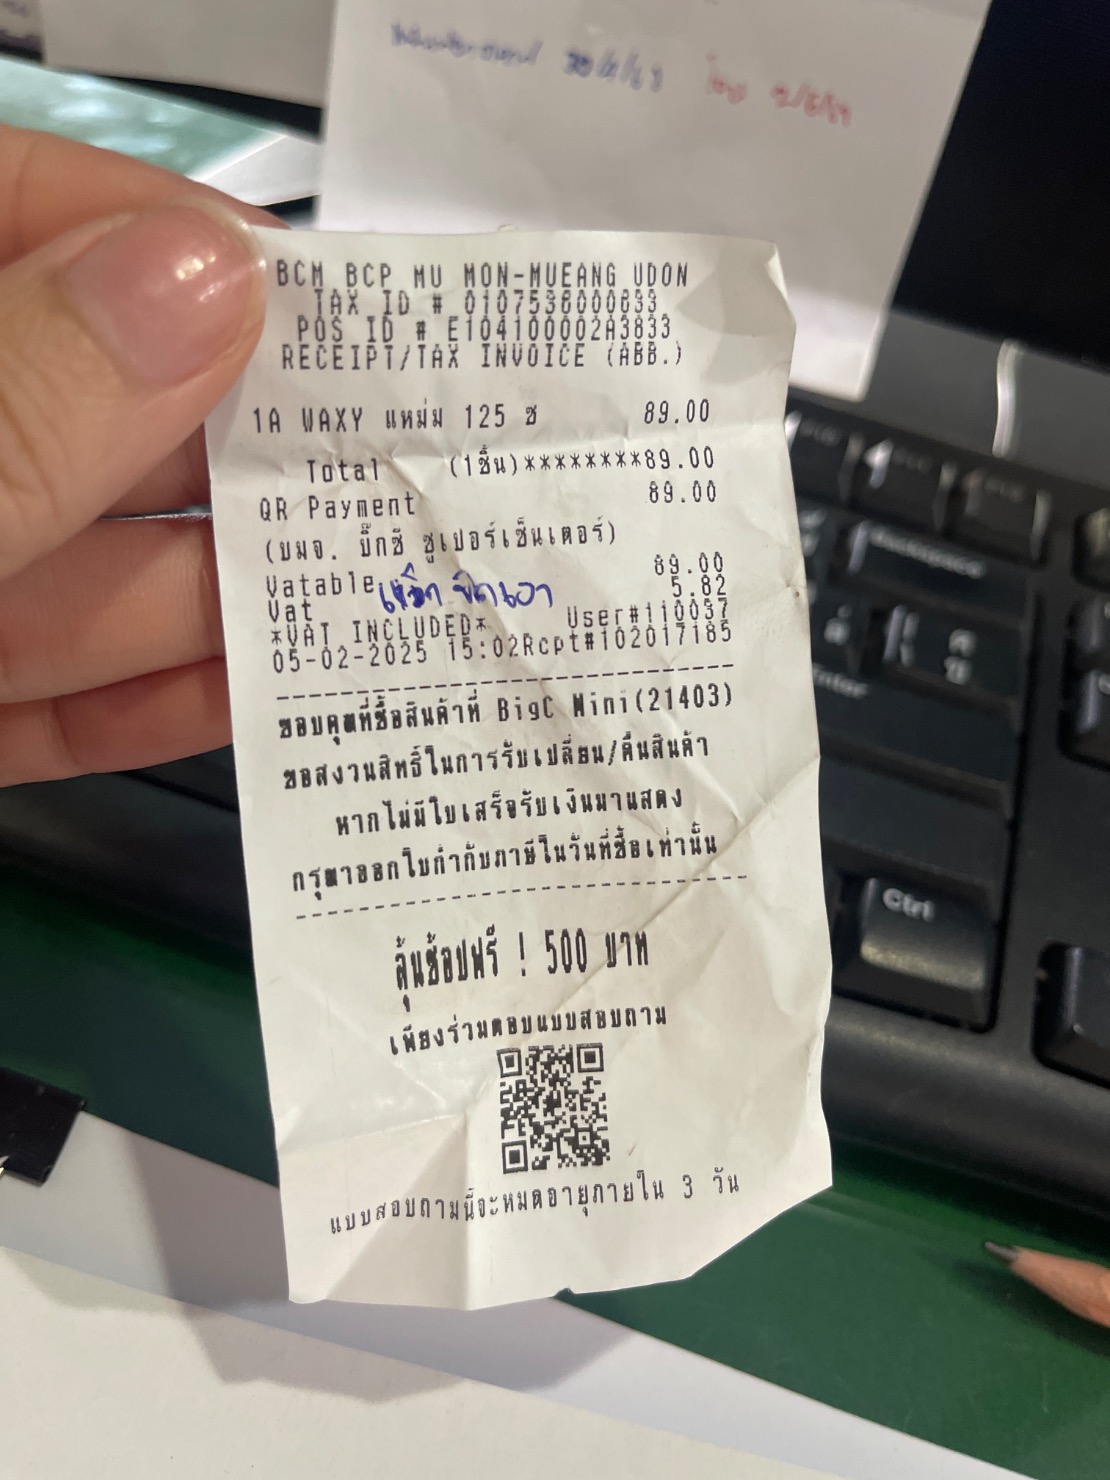 BCM BCP MU MON-MUEANG UDON
TAX ID # 0107536000633
POS ID # E104100002A3833
RECEIPT/TAX INVOICE (ABB.)
1A WAXY แหม่ม 125 ซ 89.00
Total (1ชิ้น)********89.00
QR Payment 89.00
(บมจ. บิ๊กซี ซูเปอร์เซ็นเตอร์)
Vatable 89.00
Vat 5.82
*VAT INCLUDED* User#110037
05-02-2025 15:02Rcpt#102017185
ขอบคุณที่ซื้อสินค้าที่ BigC Mini(21403)
ขอสงวนสิทธิ์ในการรับเปลี่ยน/คืนสินค้า
หากไม่มีใบเสร็จรับเงินมาแสดง
กรุณาออกใบกำกับภาษีในวันที่ซื้อเท่านั้น
ลุ้นช้อปฟรี ! 500 บาท
เพียงร่วมตอบแบบสอบถาม
แบบสอบถามนี้จะหมดอายุภายใน 3 วัน
Backspace
Enter
Ctrl